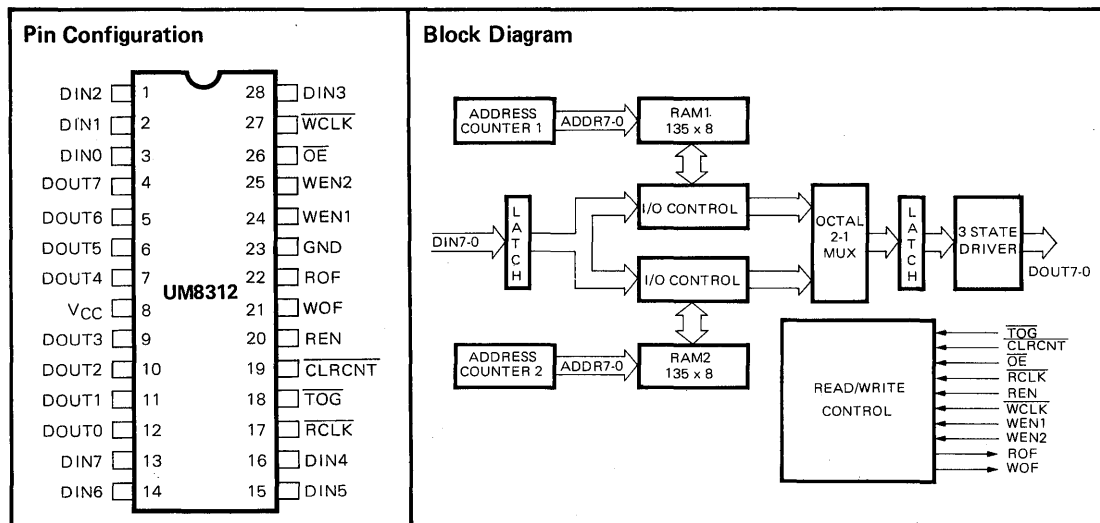 Pin Configuration
DIN2 1 28 DIN3
DIN1 2 27 WCLK
DIN0 3 26 OE
DOUT7 4 25 WEN2
DOUT6 5 24 WEN1
DOUT5 6 23 GND
DOUT4 7 22 ROF
UM8312
VCC 8 21 WOF
DOUT3 9 20 REN
DOUT2 10 19 CLRCNT
DOUT1 11 18 TOG
DOUT0 12 17 RCLK
DIN7 13 16 DIN4
DIN6 14 15 DIN5
Block Diagram
ADDRESS
COUNTER 1
ADDR7-0
RAM1
135 x 8
DIN7-0
LATCH
I/O CONTROL
I/O CONTROL
OCTAL
2-1
MUX
LATCH
3 STATE
DRIVER
DOUT7-0
ADDRESS
COUNTER 2
ADDR7-0
RAM2
135 x 8
READ/WRITE
CONTROL
TOG
CLRCNT
OE
RCLK
REN
WCLK
WEN1
WEN2
ROF
WOF